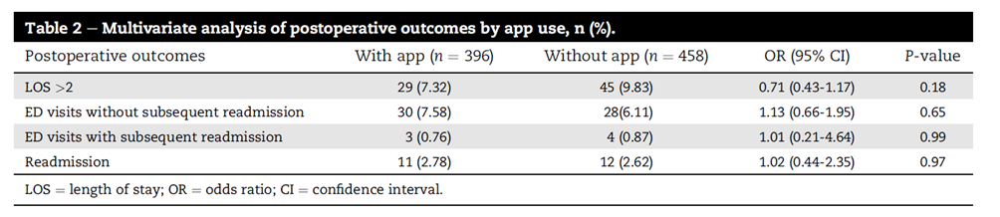 Table 2 – Multivariate analysis of postoperative outcomes by app use, n (%).
Postoperative outcomes With app (n = 396) Without app (n = 458) OR (95% CI) P-value
LOS >2 29 (7.32) 45 (9.83) 0.71 (0.43-1.17) 0.18
ED visits without subsequent readmission 30 (7.58) 28(6.11) 1.13 (0.66-1.95) 0.65
ED visits with subsequent readmission 3 (0.76) 4 (0.87) 1.01 (0.21-4.64) 0.99
Readmission 11 (2.78) 12 (2.62) 1.02 (0.44-2.35) 0.97
LOS = length of stay; OR = odds ratio; CI = confidence interval.